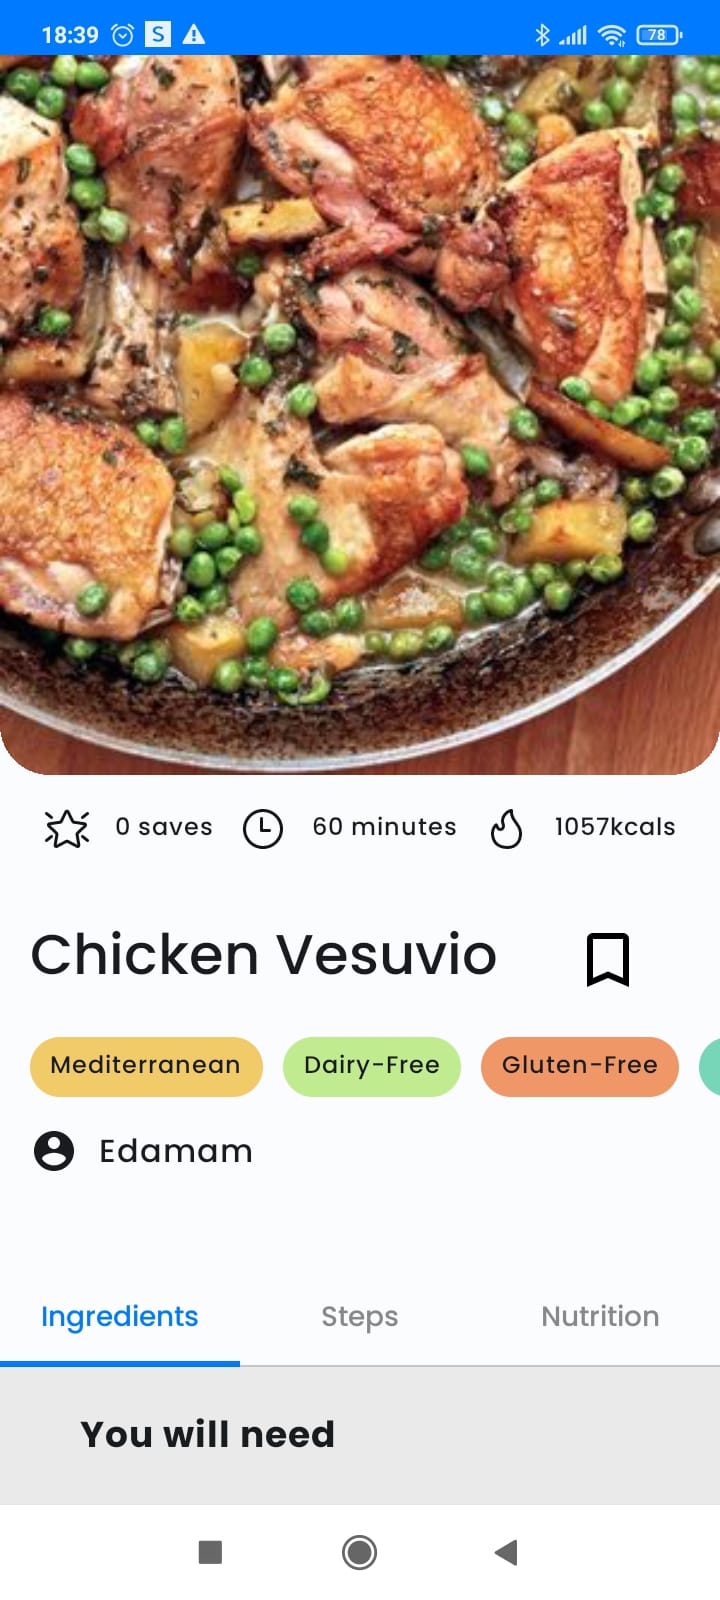 18:39 S 78
0 saves 60 minutes 1057kcals
Chicken Vesuvio
Mediterranean Dairy-Free Gluten-Free
Edamam
Ingredients Steps Nutrition
You will need